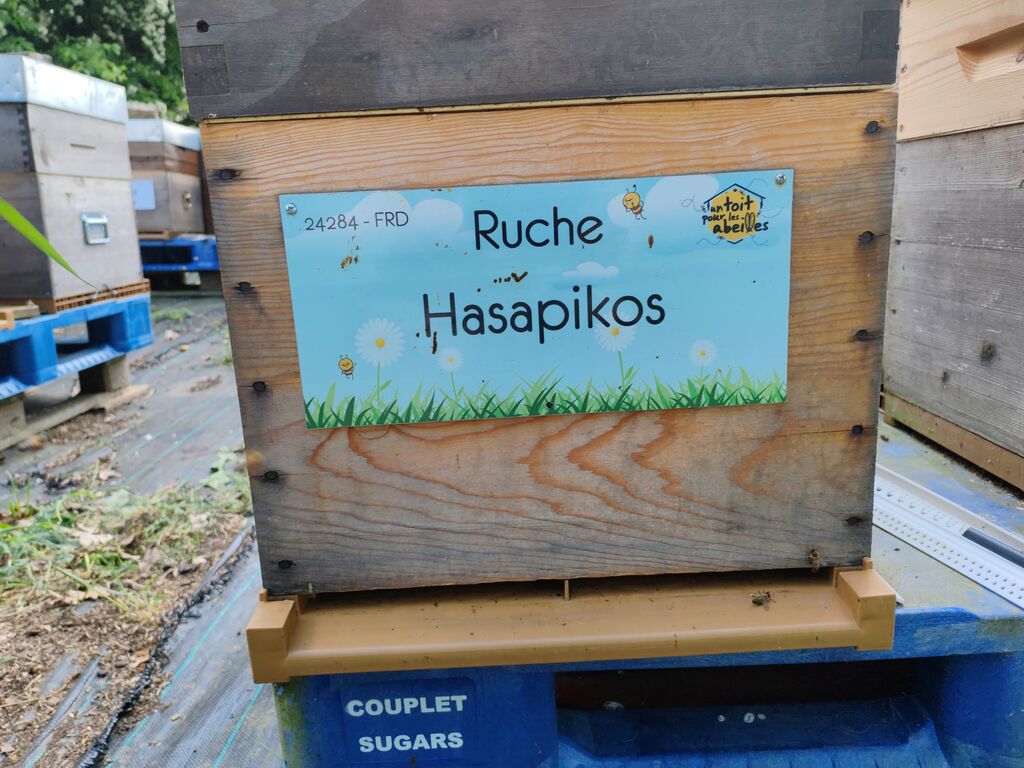 24284 - FRD
Ruche
Hasapikos
un toit
pour les
abeilles
COUPLET
SUGARS